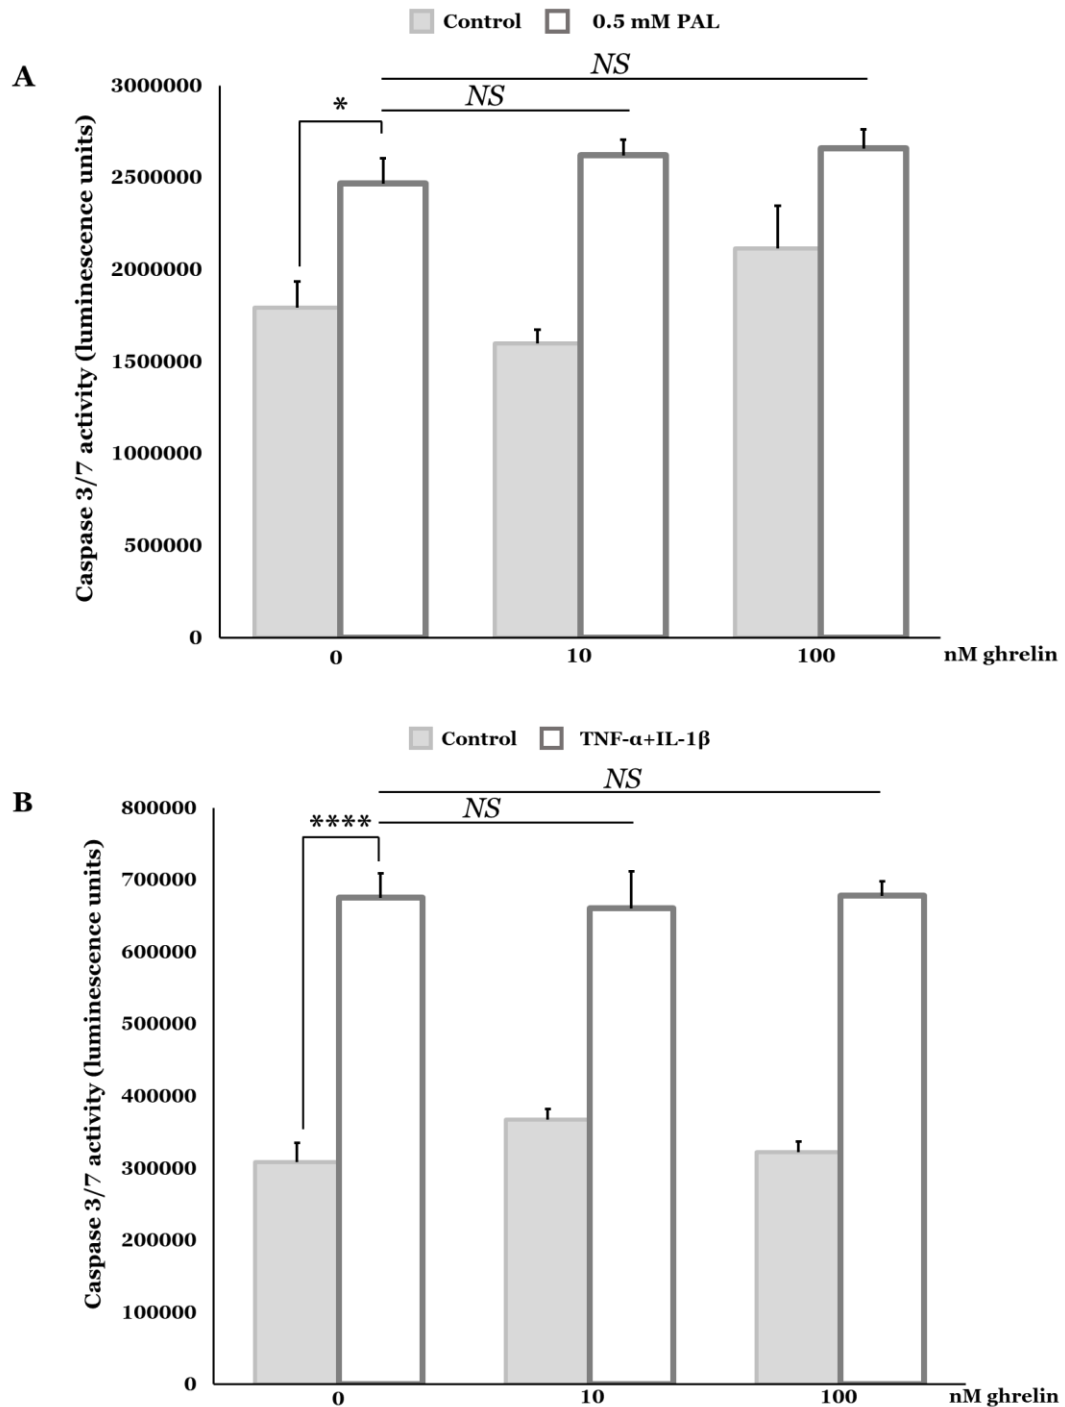 Control 0.5 mM PAL
A
NS
NS
*
3000000
2500000
2000000
1500000
1000000
500000
0
Caspase 3/7 activity (luminescence units)
0 10 100 nM ghrelin
Control TNF-α+IL-1β
B
NS
NS
****
800000
700000
600000
500000
400000
300000
200000
100000
0
Caspase 3/7 activity (luminescence units)
0 10 100 nM ghrelin